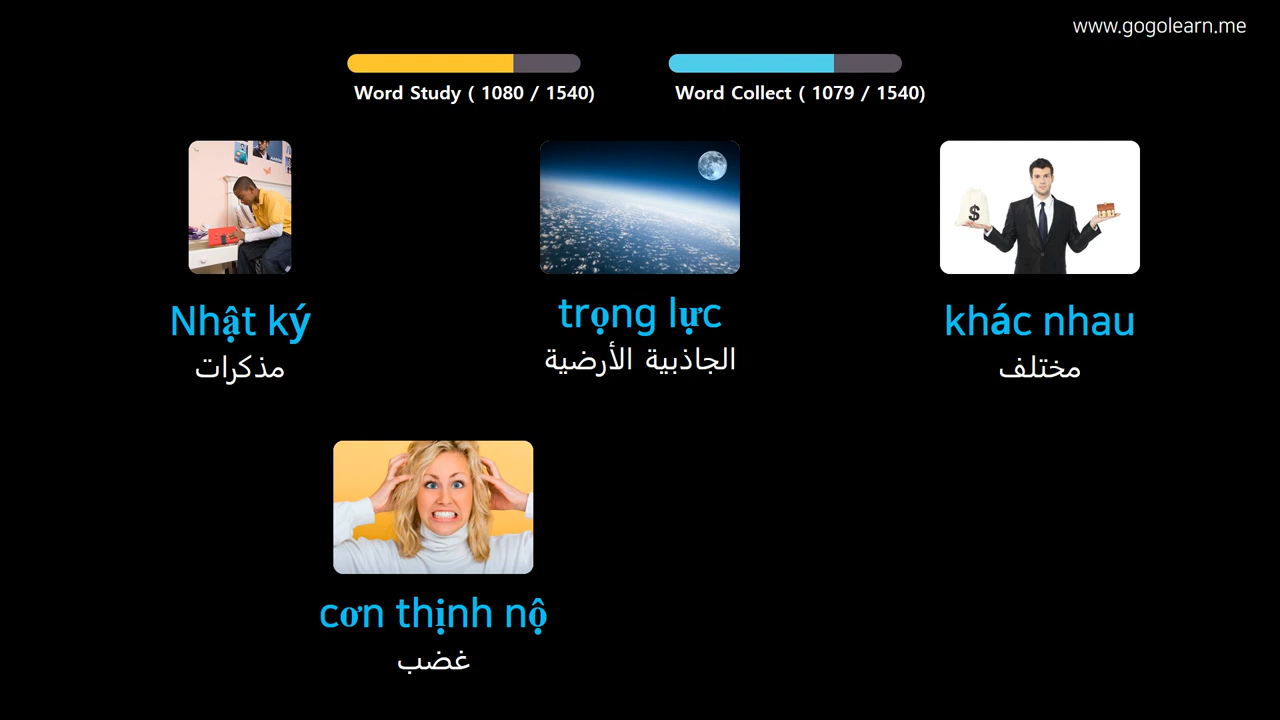 www.gogolearn.me
Word Study ( 1080 / 1540)
Word Collect ( 1079 / 1540)
Nhật ký
مذكرات
trọng lực
الجاذبية الأرضية
khác nhau
مختلف
cơn thịnh nộ
غضب